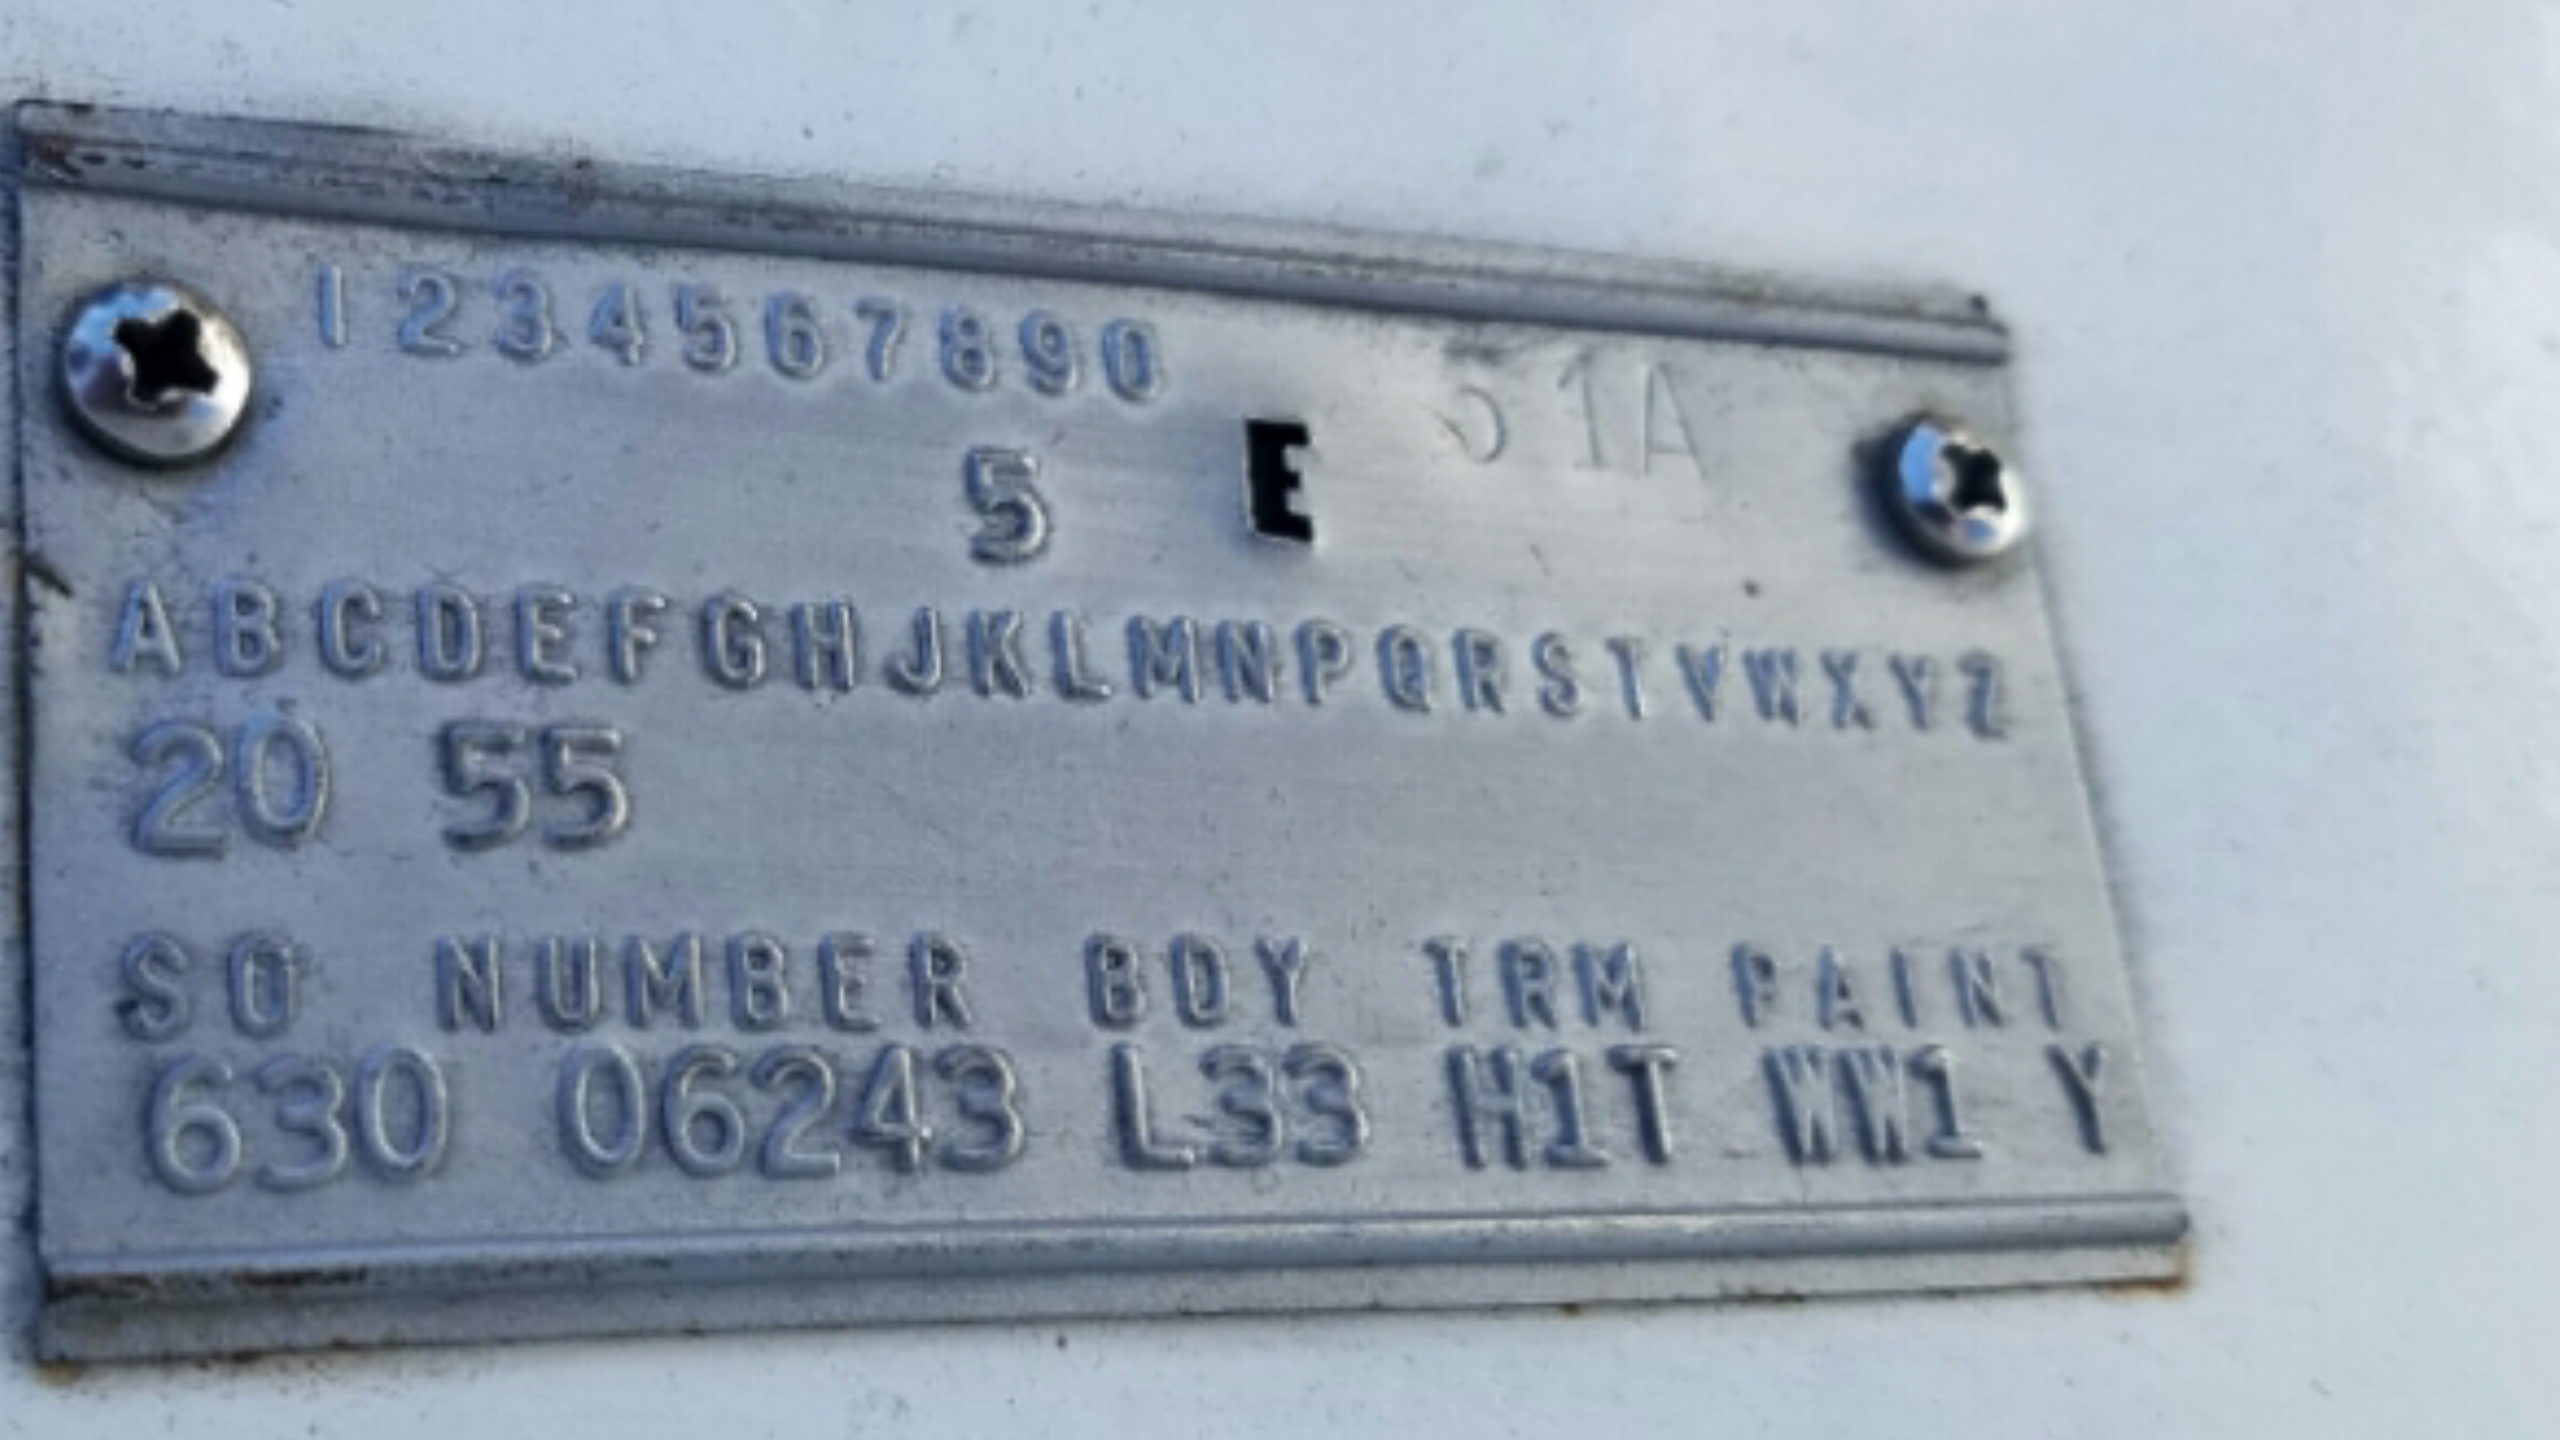 1234567890
5 E 51A
ABCDEFGHJKLMNPQRSTVWXYZ
20 55
SO NUMBER BDY TRM PAINT
630 06243 L33 H1T WW1 Y